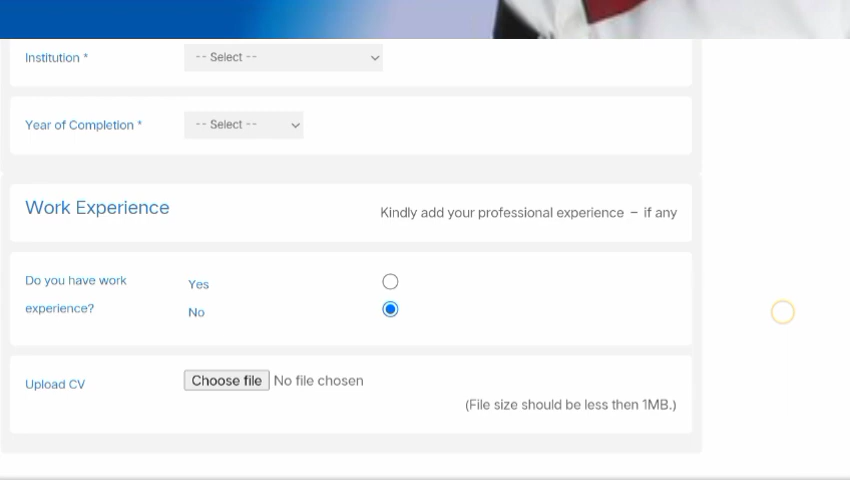 Institution *
-- Select --
Year of Completion *
-- Select --
Work Experience
Kindly add your professional experience – if any
Do you have work
experience?
Yes
No
Upload CV
Choose file No file chosen
(File size should be less then 1MB.)